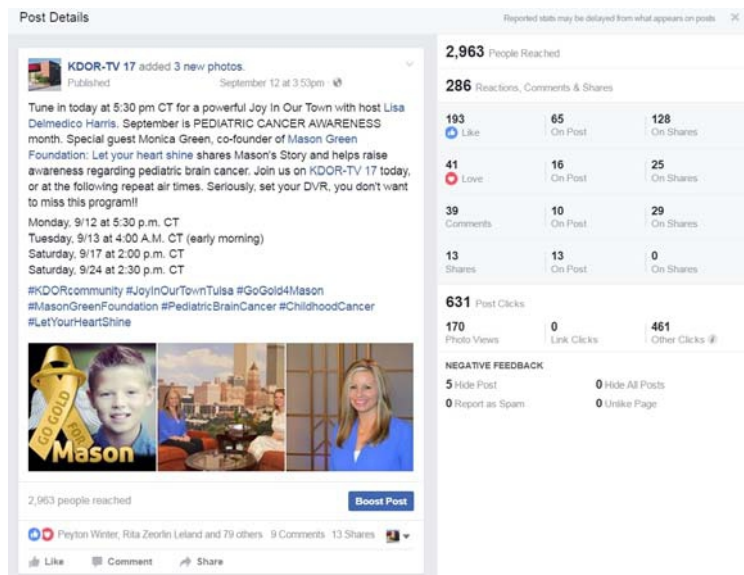 Post Details
Reported stats may be delayed from what appears on posts
KDOR-TV 17 added 3 new photos.
Published
September 12 at 3:53pm
Tune in today at 5:30 pm CT for a powerful Joy In Our Town with host Lisa
Delmedico Harris. September is PEDIATRIC CANCER AWARENESS
month. Special guest Monica Green, co-founder of Mason Green
Foundation: Let your heart shine shares Mason's Story and helps raise
awareness regarding pediatric brain cancer. Join us on KDOR-TV 17 today,
or at the following repeat air times. Seriously, set your DVR, you don't want
to miss this program!!
Monday, 9/12 at 5:30 p.m. CT
Tuesday, 9/13 at 4:00 A.M. CT (early morning)
Saturday, 9/17 at 2:00 p.m. CT
Saturday, 9/24 at 2:30 p.m. CT
#KDORcommunity #JoyInOurTownTulsa #GoGold4Mason
#MasonGreenFoundation #PediatricBrainCancer #ChildhoodCancer
#LetYourHeartShine
GO GOLD FOR
Mason
2,963 people reached
Boost Post
Peyton Winter, Rita Zeorlin Leland and 79 others 9 Comments 13 Shares
Like Comment Share
2,963 People Reached
286 Reactions, Comments & Shares
193 65 128
Like On Post On Shares
41 16 25
Love On Post On Shares
39 10 29
Comments On Post On Shares
13 13 0
Shares On Post On Shares
631 Post Clicks
170 0 461
Photo Views Link Clicks Other Clicks
NEGATIVE FEEDBACK
5 Hide Post 0 Hide All Posts
0 Report as Spam 0 Unlike Page